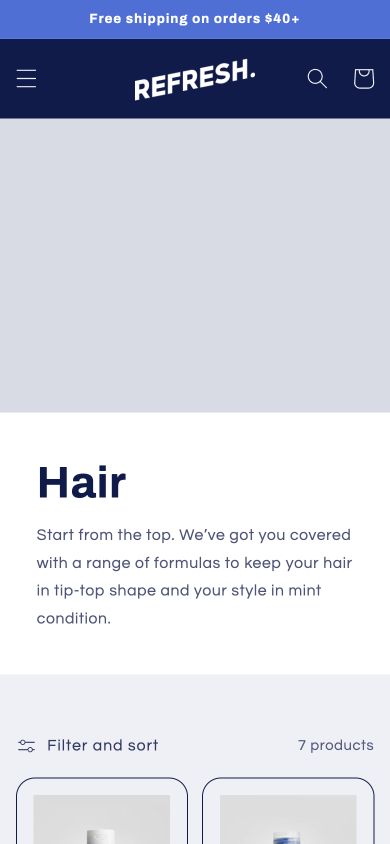 Free shipping on orders $40+
REFRESH.
Hair
Start from the top. We’ve got you covered
with a range of formulas to keep your hair
in tip-top shape and your style in mint
condition.
Filter and sort
7 products